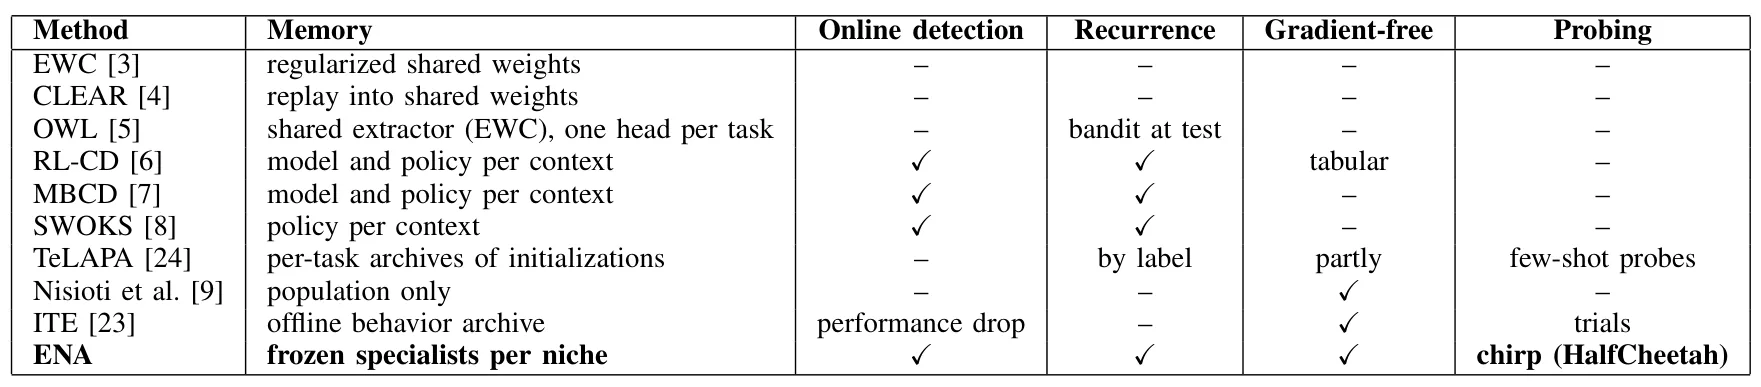 Method Memory Online detection Recurrence Gradient-free Probing
EWC [3] regularized shared weights – – – –
CLEAR [4] replay into shared weights – – – –
OWL [5] shared extractor (EWC), one head per task – bandit at test – –
RL-CD [6] model and policy per context ✓ ✓ tabular –
MBCD [7] model and policy per context ✓ ✓ – –
SWOKS [8] policy per context ✓ ✓ – –
TeLAPA [24] per-task archives of initializations – by label partly few-shot probes
Nisioti et al. [9] population only – – ✓ –
ITE [23] offline behavior archive performance drop – ✓ trials
ENA frozen specialists per niche ✓ ✓ ✓ chirp (HalfCheetah)